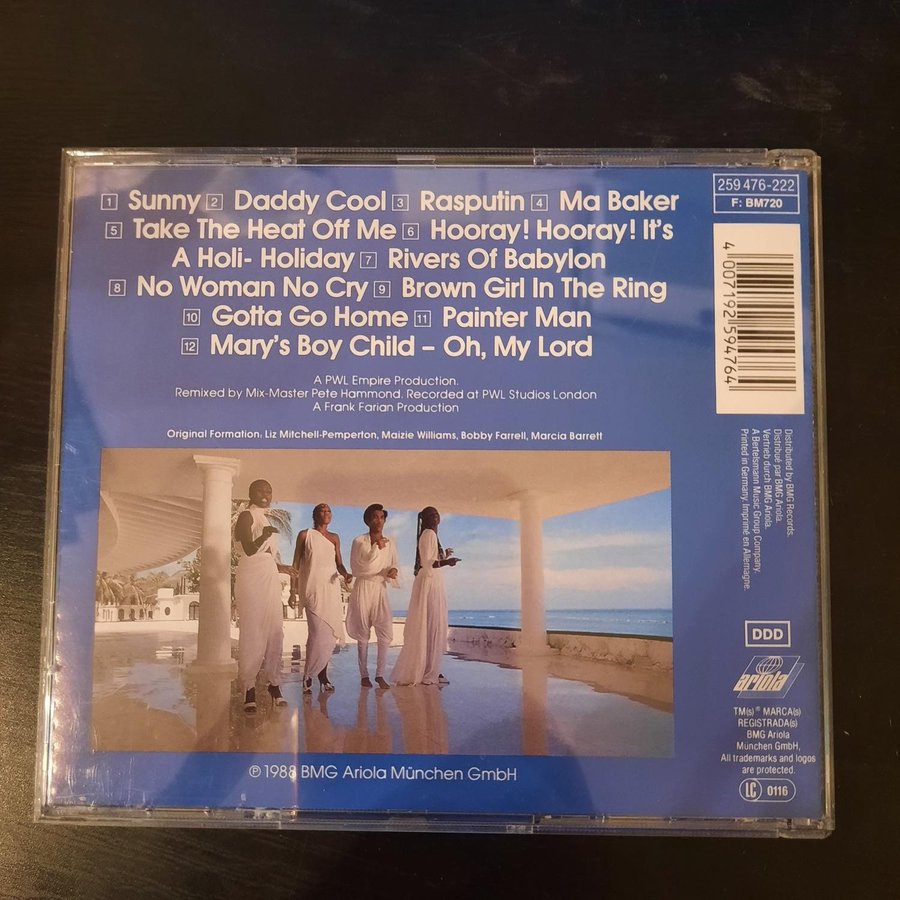 1 Sunny 2 Daddy Cool 3 Rasputin 4 Ma Baker
5 Take The Heat Off Me 6 Hooray! Hooray! It's
A Holi- Holiday 7 Rivers Of Babylon
8 No Woman No Cry 9 Brown Girl In The Ring
10 Gotta Go Home 11 Painter Man
12 Mary's Boy Child – Oh, My Lord
A PWL Empire Production.
Remixed by Mix-Master Pete Hammond. Recorded at PWL Studios London
A Frank Farian Production
Original Formation: Liz Mitchell-Pemperton, Maizie Williams, Bobby Farrell, Marcia Barrett
℗ 1988 BMG Ariola München GmbH
259 476-222
F: BM720
4 007192 594764
Distributed by BMG Records.
Distribué par BMG Ariola.
Vertrieb durch BMG Ariola.
A Bertelsmann Music Group Company.
Printed in Germany. Imprimé en Allemagne.
DDD
ariola
TM(s) ® MARCA(s)
REGISTRADA(s)
BMG Ariola
München GmbH,
All trademarks and logos
are protected.
LC 0116